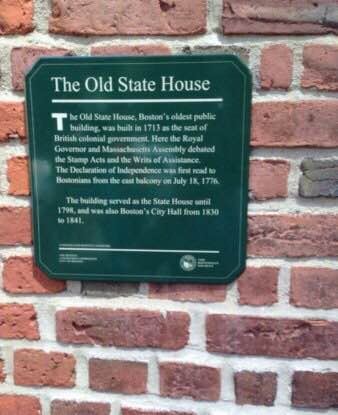 The Old State House
The Old State House, Boston's oldest public
building, was built in 1713 as the seat of
British colonial government. Here the Royal
Governor and Massachusetts Assembly debated
the Stamp Acts and the Writs of Assistance.
The Declaration of Independence was first read to
Bostonians from the east balcony on July 18, 1776.
The building served as the State House until
1798, and was also Boston's City Hall from 1830
to 1841.